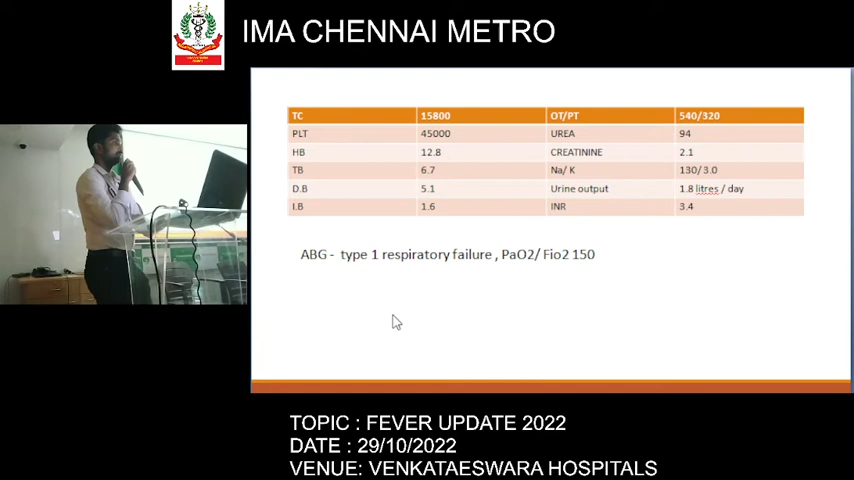 IMA CHENNAI METRO
TC 15800 OT/PT 540/320
PLT 45000 UREA 94
HB 12.8 CREATININE 2.1
TB 6.7 Na/ K 130/ 3.0
D.B 5.1 Urine output 1.8 litres / day
I.B 1.6 INR 3.4
ABG - type 1 respiratory failure , PaO2/ Fio2 150
TOPIC : FEVER UPDATE 2022
DATE : 29/10/2022
VENUE: VENKATAESWARA HOSPITALS